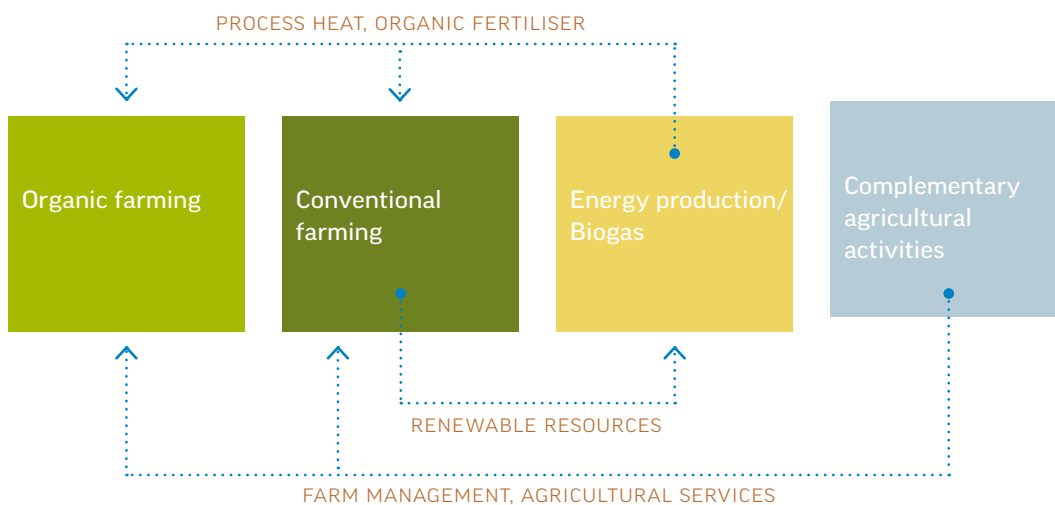 PROCESS HEAT, ORGANIC FERTILISER
Organic farming
Conventional
farming
Energy production/
Biogas
Complementary
agricultural
activities
RENEWABLE RESOURCES
FARM MANAGEMENT, AGRICULTURAL SERVICES